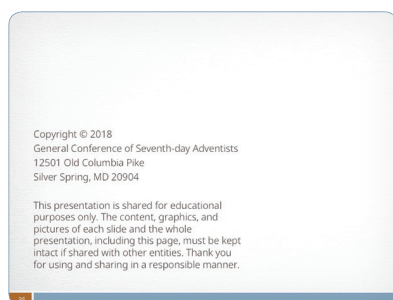 Copyright © 2018
General Conference of Seventh-day Adventists
12501 Old Columbia Pike
Silver Spring, MD 20904
This presentation is shared for educational
purposes only. The content, graphics, and
pictures of each slide and the whole
presentation, including this page, must be kept
intact if shared with other entities. Thank you
for using and sharing in a responsible manner.